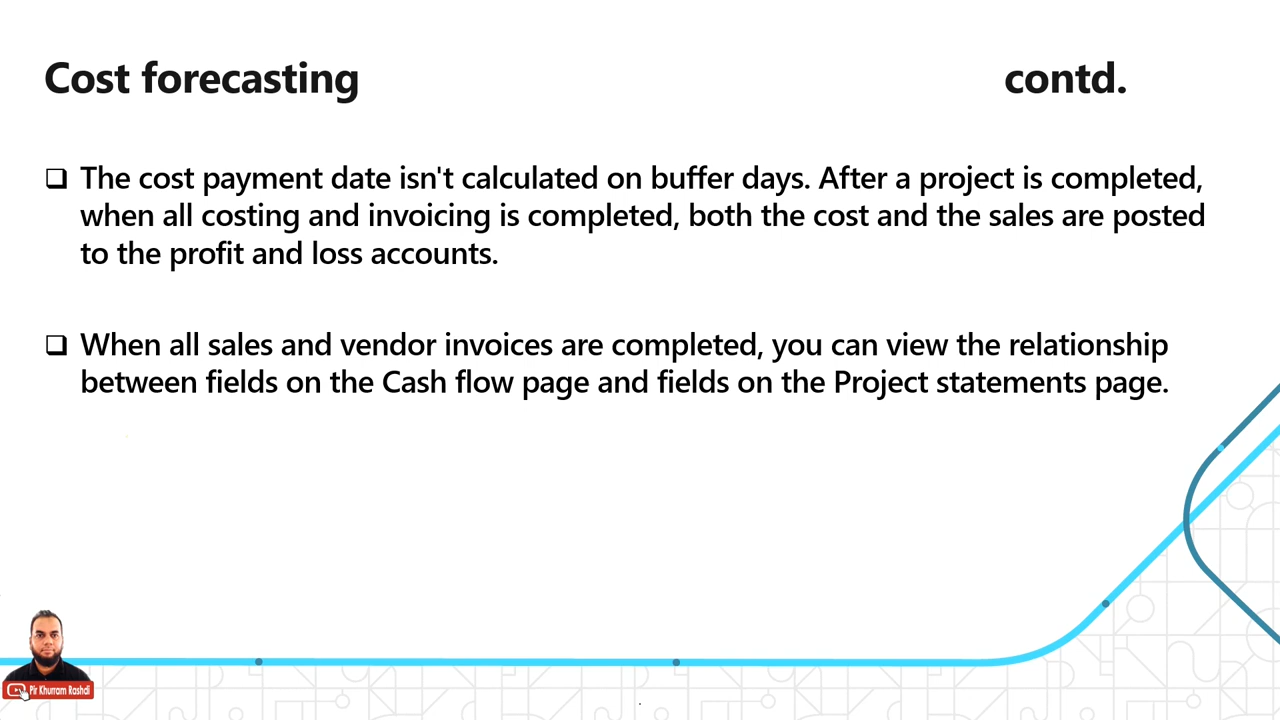 Cost forecasting contd.
The cost payment date isn't calculated on buffer days. After a project is completed,
when all costing and invoicing is completed, both the cost and the sales are posted
to the profit and loss accounts.
When all sales and vendor invoices are completed, you can view the relationship
between fields on the Cash flow page and fields on the Project statements page.
Pir Khurram Rashdi